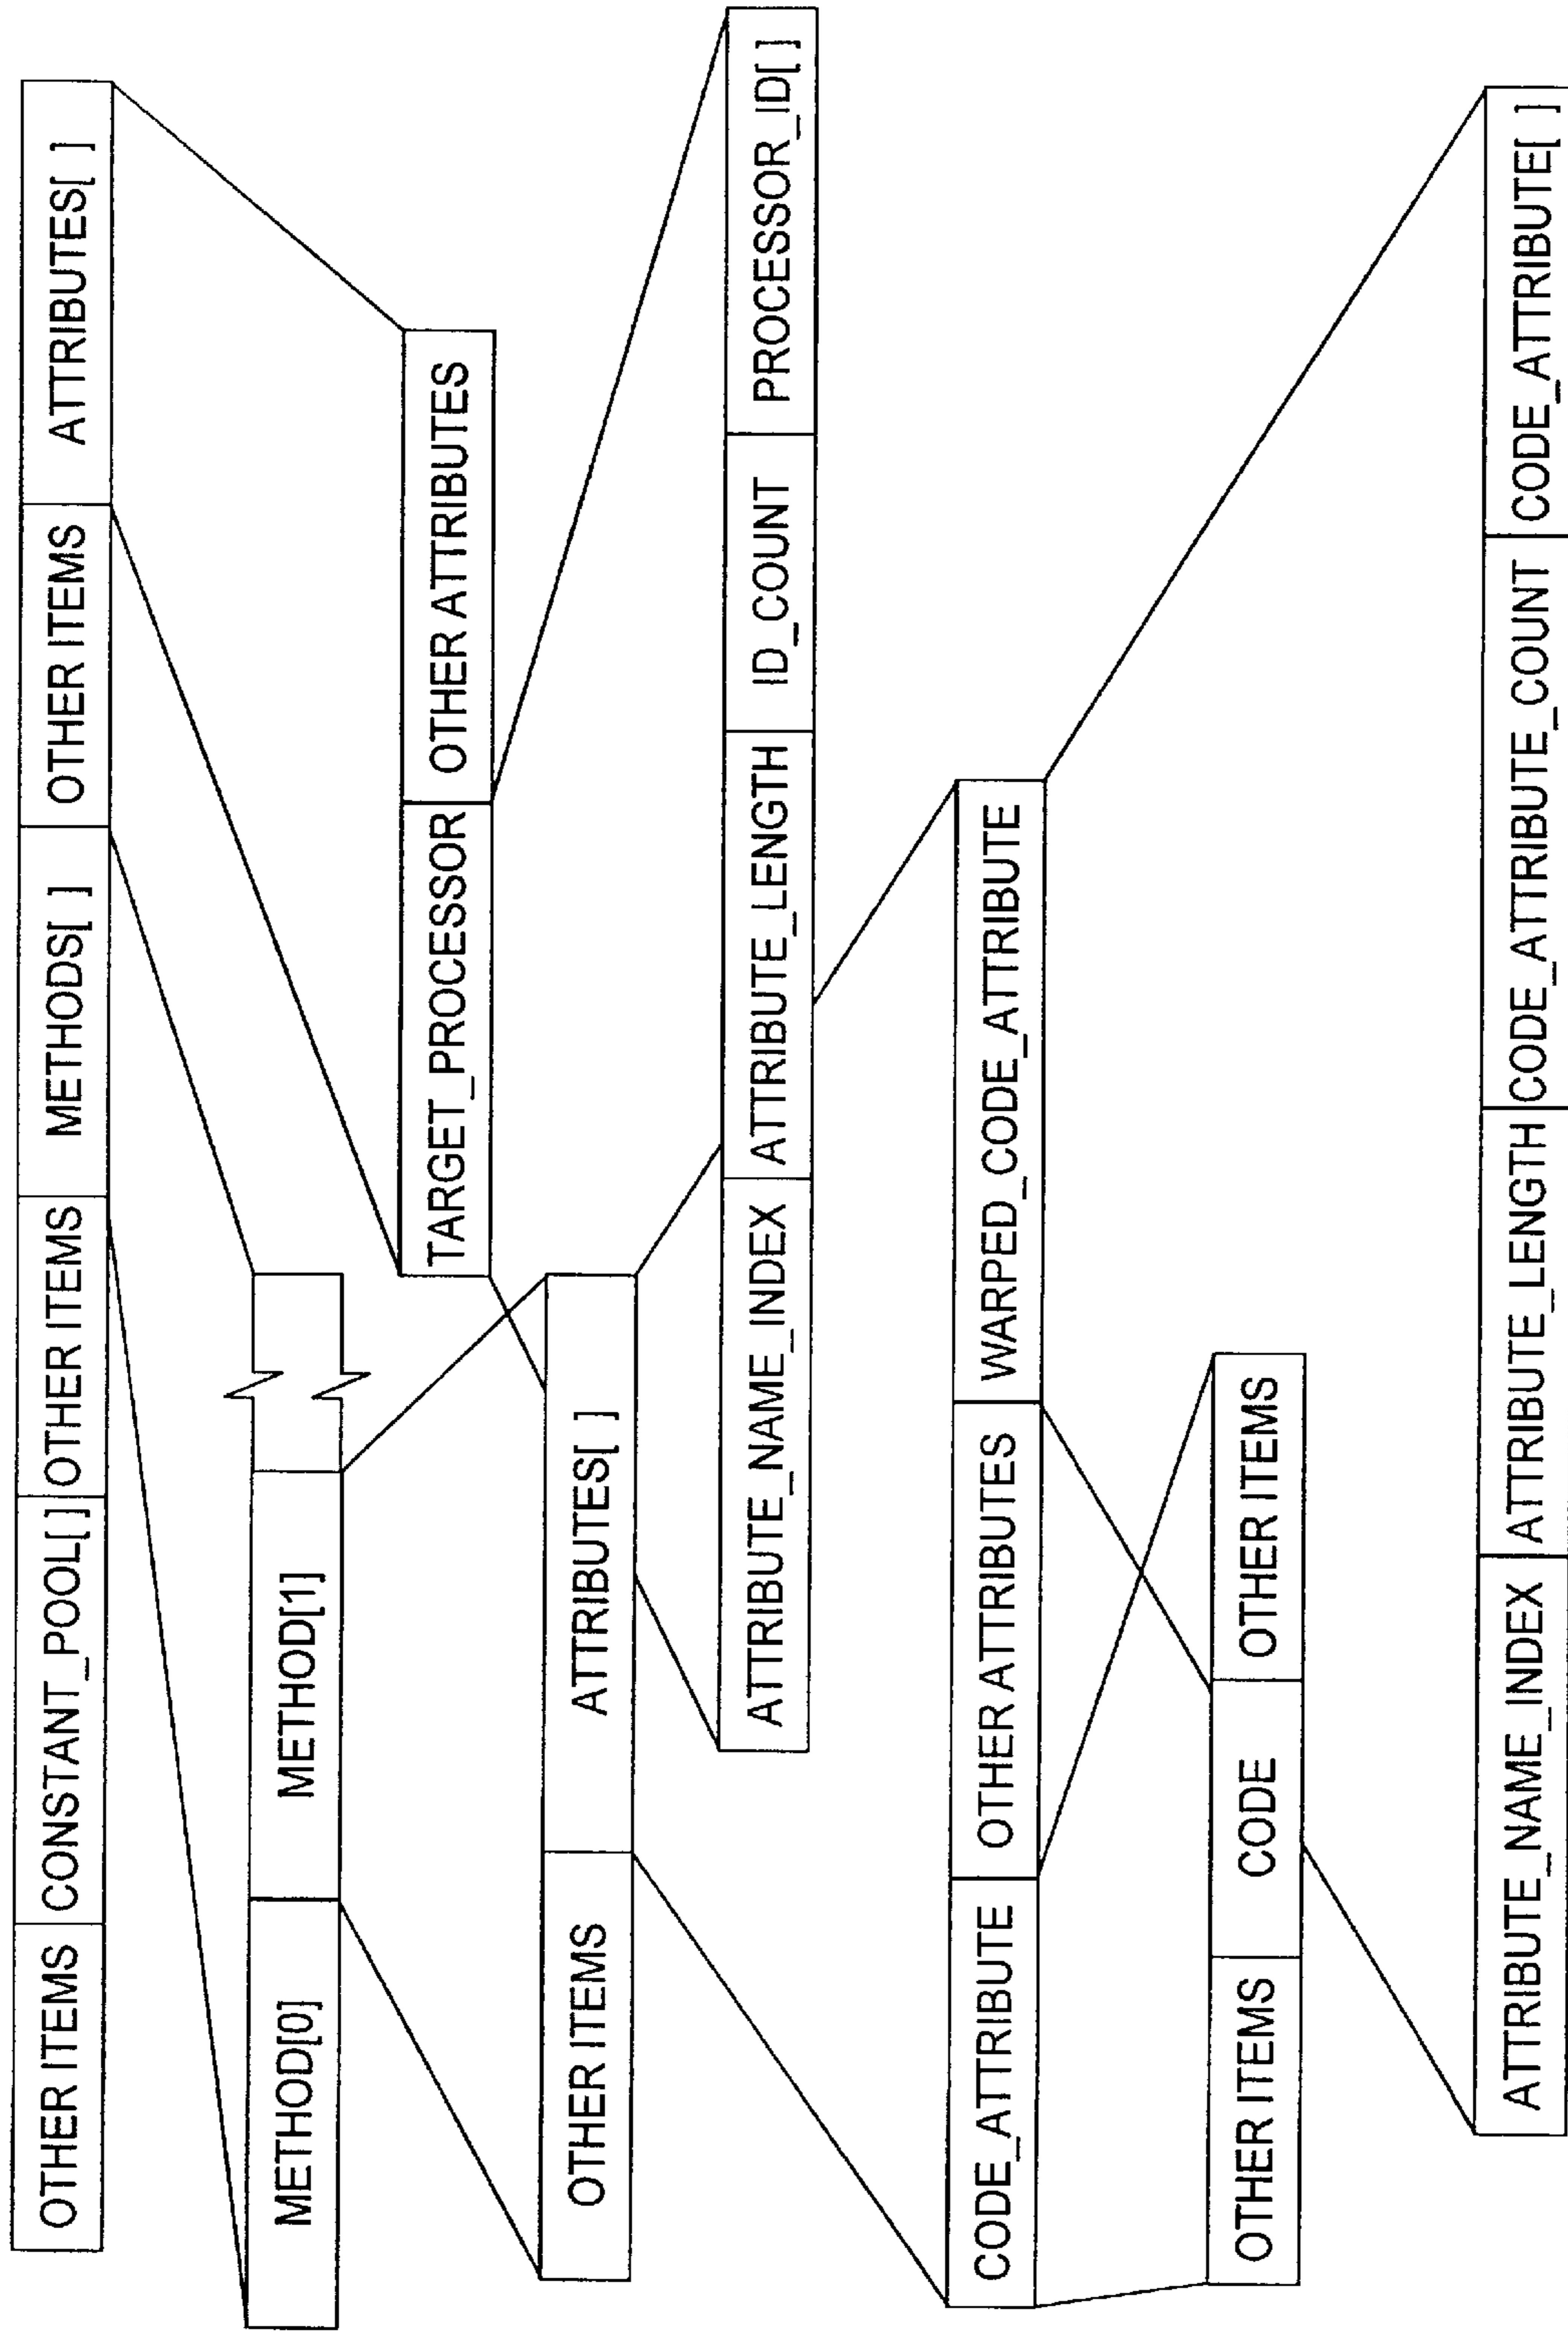 OTHER ITEMS CONSTANT_POOL[ ] OTHER ITEMS METHODS[ ] OTHER ITEMS ATTRIBUTES[ ]
METHOD[0] METHOD[1]
TARGET_PROCESSOR OTHER ATTRIBUTES
OTHER ITEMS ATTRIBUTES[ ]
ATTRIBUTE_NAME_INDEX ATTRIBUTE_LENGTH ID_COUNT PROCESSOR_ID[ ]
CODE_ATTRIBUTE OTHER ATTRIBUTES WARPED_CODE_ATTRIBUTE
OTHER ITEMS CODE OTHER ITEMS
ATTRIBUTE_NAME_INDEX ATTRIBUTE_LENGTH CODE_ATTRIBUTE_COUNT CODE_ATTRIBUTE[ ]